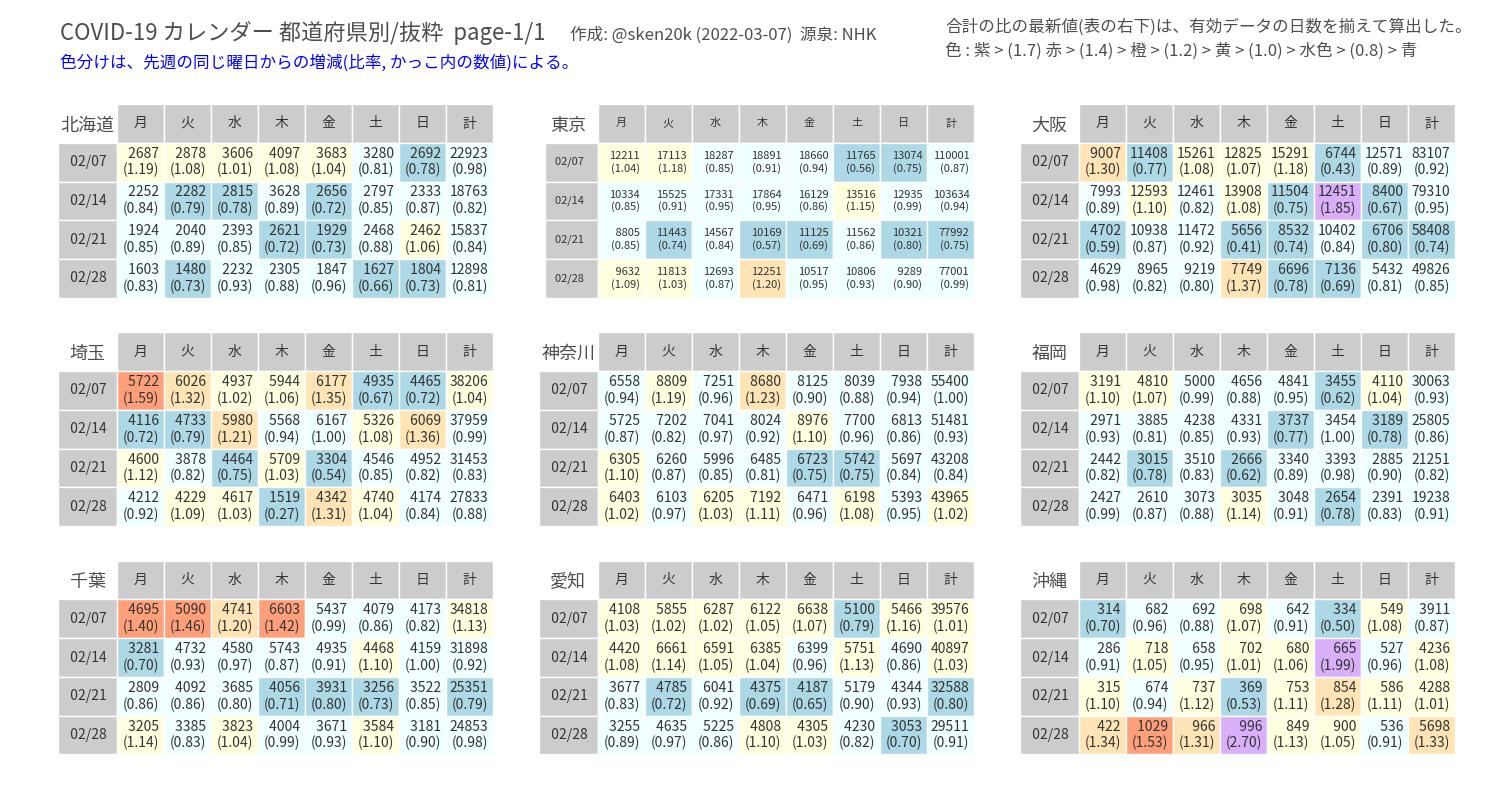 COVID-19 カレンダー 都道府県別/抜粋 page-1/1 作成: @sken20k (2022-03-07) 源泉: NHK
合計の比の最新値(表の右下)は、有効データの日数を揃えて算出した。
色分けは、先週の同じ曜日からの増減(比率, かっこ内の数値)による。
色 : 紫 > (1.7) 赤 > (1.4) > 橙 > (1.2) > 黄 > (1.0) > 水色 > (0.8) > 青
北海道 月 火 水 木 金 土 日 計
02/07 2687 2878 3606 4097 3683 3280 2692 22923
(1.19) (1.08) (1.01) (1.08) (1.04) (0.81) (0.78) (0.98)
02/14 2252 2282 2815 3628 2656 2797 2333 18763
(0.84) (0.79) (0.78) (0.89) (0.72) (0.85) (0.87) (0.82)
02/21 1924 2040 2393 2621 1929 2468 2462 15837
(0.85) (0.89) (0.85) (0.72) (0.73) (0.88) (1.06) (0.84)
02/28 1603 1480 2232 2305 1847 1627 1804 12898
(0.83) (0.73) (0.93) (0.88) (0.96) (0.66) (0.73) (0.81)
東京 月 火 水 木 金 土 日 計
02/07 12211 17113 18287 18891 18660 11765 13074 110001
(1.04) (1.18) (0.85) (0.91) (0.94) (0.56) (0.75) (0.87)
02/14 10334 15525 17331 17864 16129 13516 12935 103634
(0.85) (0.91) (0.95) (0.95) (0.86) (1.15) (0.99) (0.94)
02/21 8805 11443 14567 10169 11125 11562 10321 77992
(0.85) (0.74) (0.84) (0.57) (0.69) (0.86) (0.80) (0.75)
02/28 9632 11813 12693 12251 10517 10806 9289 77001
(1.09) (1.03) (0.87) (1.20) (0.95) (0.93) (0.90) (0.99)
大阪 月 火 水 木 金 土 日 計
02/07 9007 11408 15261 12825 15291 6744 12571 83107
(1.30) (0.77) (1.08) (1.07) (1.18) (0.43) (0.89) (0.92)
02/14 7993 12593 12461 13908 11504 12451 8400 79310
(0.89) (1.10) (0.82) (1.08) (0.75) (1.85) (0.67) (0.95)
02/21 4702 10938 11472 5656 8532 10402 6706 58408
(0.59) (0.87) (0.92) (0.41) (0.74) (0.84) (0.80) (0.74)
02/28 4629 8965 9219 7749 6696 7136 5432 49826
(0.98) (0.82) (0.80) (1.37) (0.78) (0.69) (0.81) (0.85)
埼玉 月 火 水 木 金 土 日 計
02/07 5722 6026 4937 5944 6177 4935 4465 38206
(1.59) (1.32) (1.02) (1.06) (1.35) (0.67) (0.72) (1.04)
02/14 4116 4733 5980 5568 6167 5326 6069 37959
(0.72) (0.79) (1.21) (0.94) (1.00) (1.08) (1.36) (0.99)
02/21 4600 3878 4464 5709 3304 4546 4952 31453
(1.12) (0.82) (0.75) (1.03) (0.54) (0.85) (0.82) (0.83)
02/28 4212 4229 4617 1519 4342 4740 4174 27833
(0.92) (1.09) (1.03) (0.27) (1.31) (1.04) (0.84) (0.88)
神奈川 月 火 水 木 金 土 日 計
02/07 6558 8809 7251 8680 8125 8039 7938 55400
(0.94) (1.19) (0.96) (1.23) (0.90) (0.88) (0.94) (1.00)
02/14 5725 7202 7041 8024 8976 7700 6813 51481
(0.87) (0.82) (0.97) (0.92) (1.10) (0.96) (0.86) (0.93)
02/21 6305 6260 5996 6485 6723 5742 5697 43208
(1.10) (0.87) (0.85) (0.81) (0.75) (0.75) (0.84) (0.84)
02/28 6403 6103 6205 7192 6471 6198 5393 43965
(1.02) (0.97) (1.03) (1.11) (0.96) (1.08) (0.95) (1.02)
福岡 月 火 水 木 金 土 日 計
02/07 3191 4810 5000 4656 4841 3455 4110 30063
(1.10) (1.07) (0.99) (0.88) (0.95) (0.62) (1.04) (0.93)
02/14 2971 3885 4238 4331 3737 3454 3189 25805
(0.93) (0.81) (0.85) (0.93) (0.77) (1.00) (0.78) (0.86)
02/21 2442 3015 3510 2666 3340 3393 2885 21251
(0.82) (0.78) (0.83) (0.62) (0.89) (0.98) (0.90) (0.82)
02/28 2427 2610 3073 3035 3048 2654 2391 19238
(0.99) (0.87) (0.88) (1.14) (0.91) (0.78) (0.83) (0.91)
千葉 月 火 水 木 金 土 日 計
02/07 4695 5090 4741 6603 5437 4079 4173 34818
(1.40) (1.46) (1.20) (1.42) (0.99) (0.86) (0.82) (1.13)
02/14 3281 4732 4580 5743 4935 4468 4159 31898
(0.70) (0.93) (0.97) (0.87) (0.91) (1.10) (1.00) (0.92)
02/21 2809 4092 3685 4056 3931 3256 3522 25351
(0.86) (0.86) (0.80) (0.71) (0.80) (0.73) (0.85) (0.79)
02/28 3205 3385 3823 4004 3671 3584 3181 24853
(1.14) (0.83) (1.04) (0.99) (0.93) (1.10) (0.90) (0.98)
愛知 月 火 水 木 金 土 日 計
02/07 4108 5855 6287 6122 6638 5100 5466 39576
(1.03) (1.02) (1.02) (1.05) (1.07) (0.79) (1.16) (1.01)
02/14 4420 6661 6591 6385 6399 5751 4690 40897
(1.08) (1.14) (1.05) (1.04) (0.96) (1.13) (0.86) (1.03)
02/21 3677 4785 6041 4375 4187 5179 4344 32588
(0.83) (0.72) (0.92) (0.69) (0.65) (0.90) (0.93) (0.80)
02/28 3255 4635 5225 4808 4305 4230 3053 29511
(0.89) (0.97) (0.86) (1.10) (1.03) (0.82) (0.70) (0.91)
沖縄 月 火 水 木 金 土 日 計
02/07 314 682 692 698 642 334 549 3911
(0.70) (0.96) (0.88) (1.07) (0.91) (0.50) (1.08) (0.87)
02/14 286 718 658 702 680 665 527 4236
(0.91) (1.05) (0.95) (1.01) (1.06) (1.99) (0.96) (1.08)
02/21 315 674 737 369 753 854 586 4288
(1.10) (0.94) (1.12) (0.53) (1.11) (1.28) (1.11) (1.01)
02/28 422 1029 966 996 849 900 536 5698
(1.34) (1.53) (1.31) (2.70) (1.13) (1.05) (0.91) (1.33)